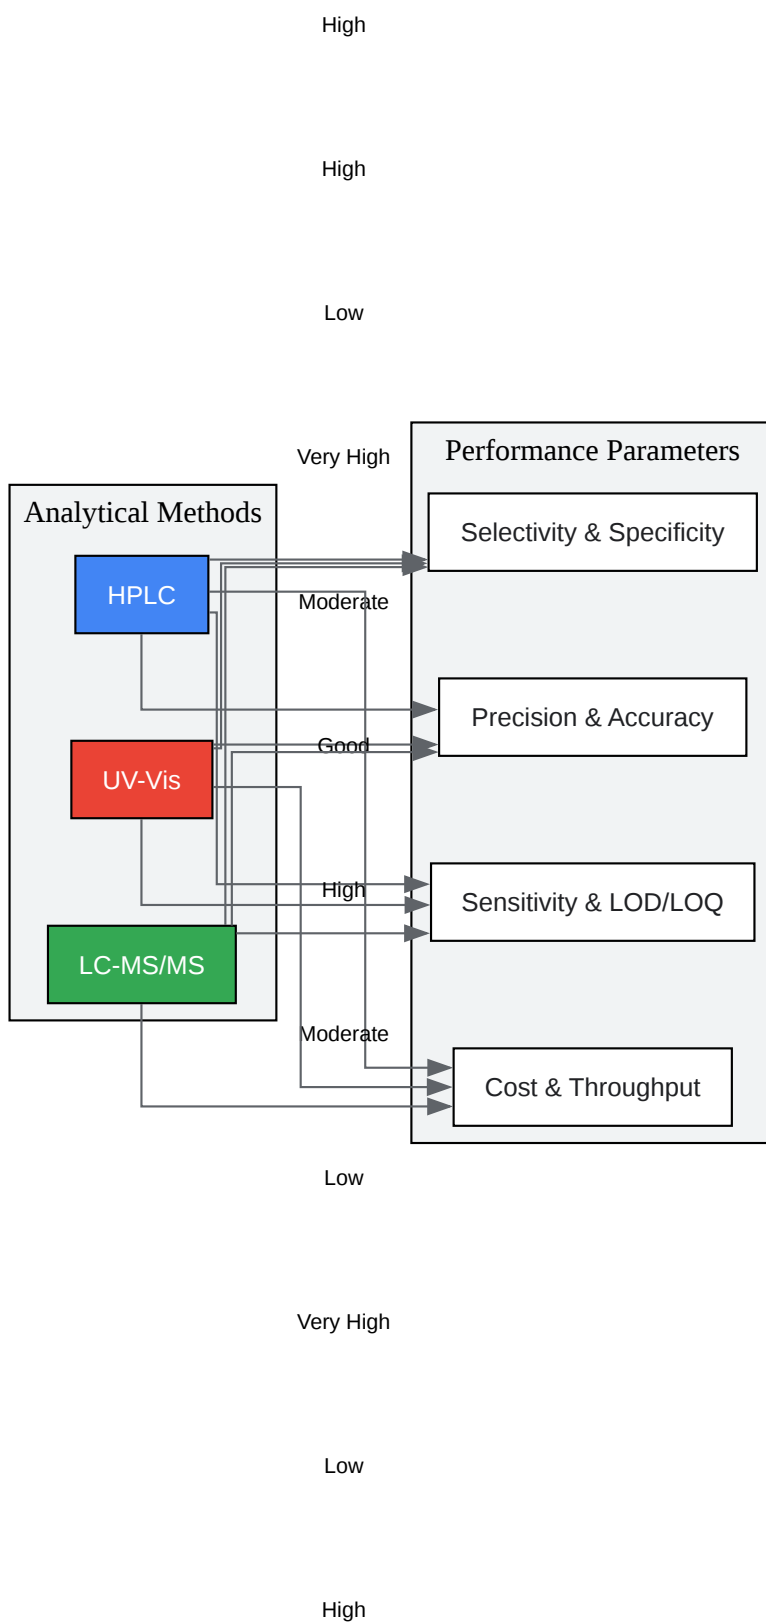 High
High
Low
Very High
Performance Parameters
Analytical Methods
Selectivity & Specificity
HPLC
Moderate
Precision & Accuracy
Good
UV-Vis
High
Sensitivity & LOD/LOQ
LC-MS/MS
Moderate
Cost & Throughput
Low
Very High
Low
High